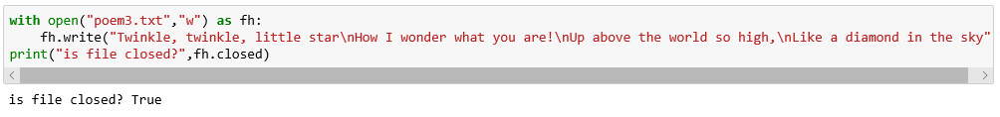 with open("poem3.txt","w") as fh:
    fh.write("Twinkle, twinkle, little star\nHow I wonder what you are!\nUp above the world so high,\nLike a diamond in the sky"
print("is file closed?",fh.closed)
is file closed? True